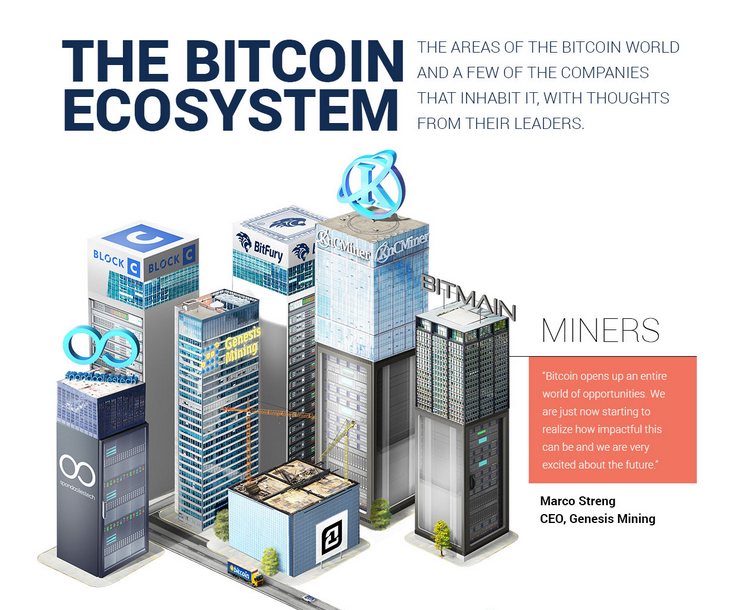 THE BITCOIN
ECOSYSTEM
THE AREAS OF THE BITCOIN WORLD
AND A FEW OF THE COMPANIES
THAT INHABIT IT, WITH THOUGHTS
FROM THEIR LEADERS.
K
C
BLOCK C BLOCK C
BitFury
KnCMiner KnCMiner
BITMAIN
Genesis
Mining
spondooliestech
spondooliestech
bitcoin
MINERS
“Bitcoin opens up an entire
world of opportunities. We
are just now starting to
realize how impactful this
can be and we are very
excited about the future.”
Marco Streng
CEO, Genesis Mining